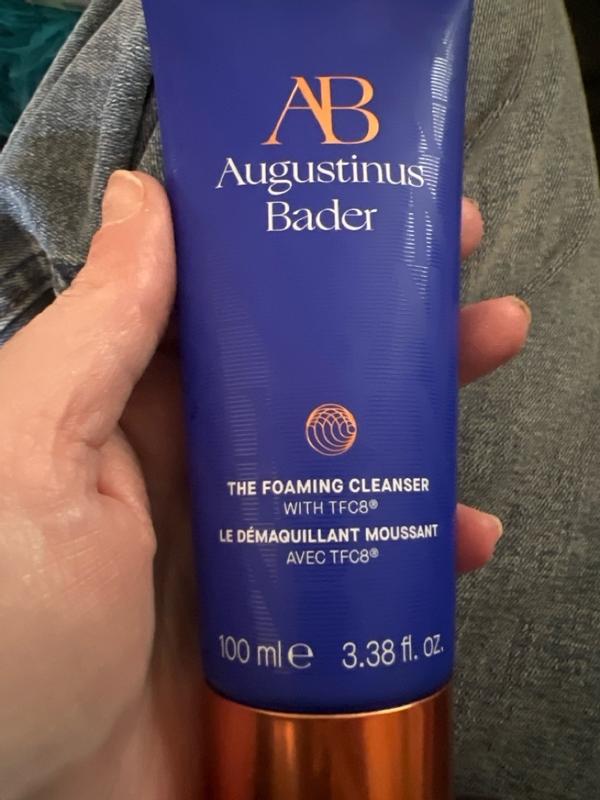 AB
Augustinus
Bader
THE FOAMING CLEANSER
WITH TFC8®
LE DÉMAQUILLANT MOUSSANT
AVEC TFC8®
100 ml ℮ 3.38 fl. oz.